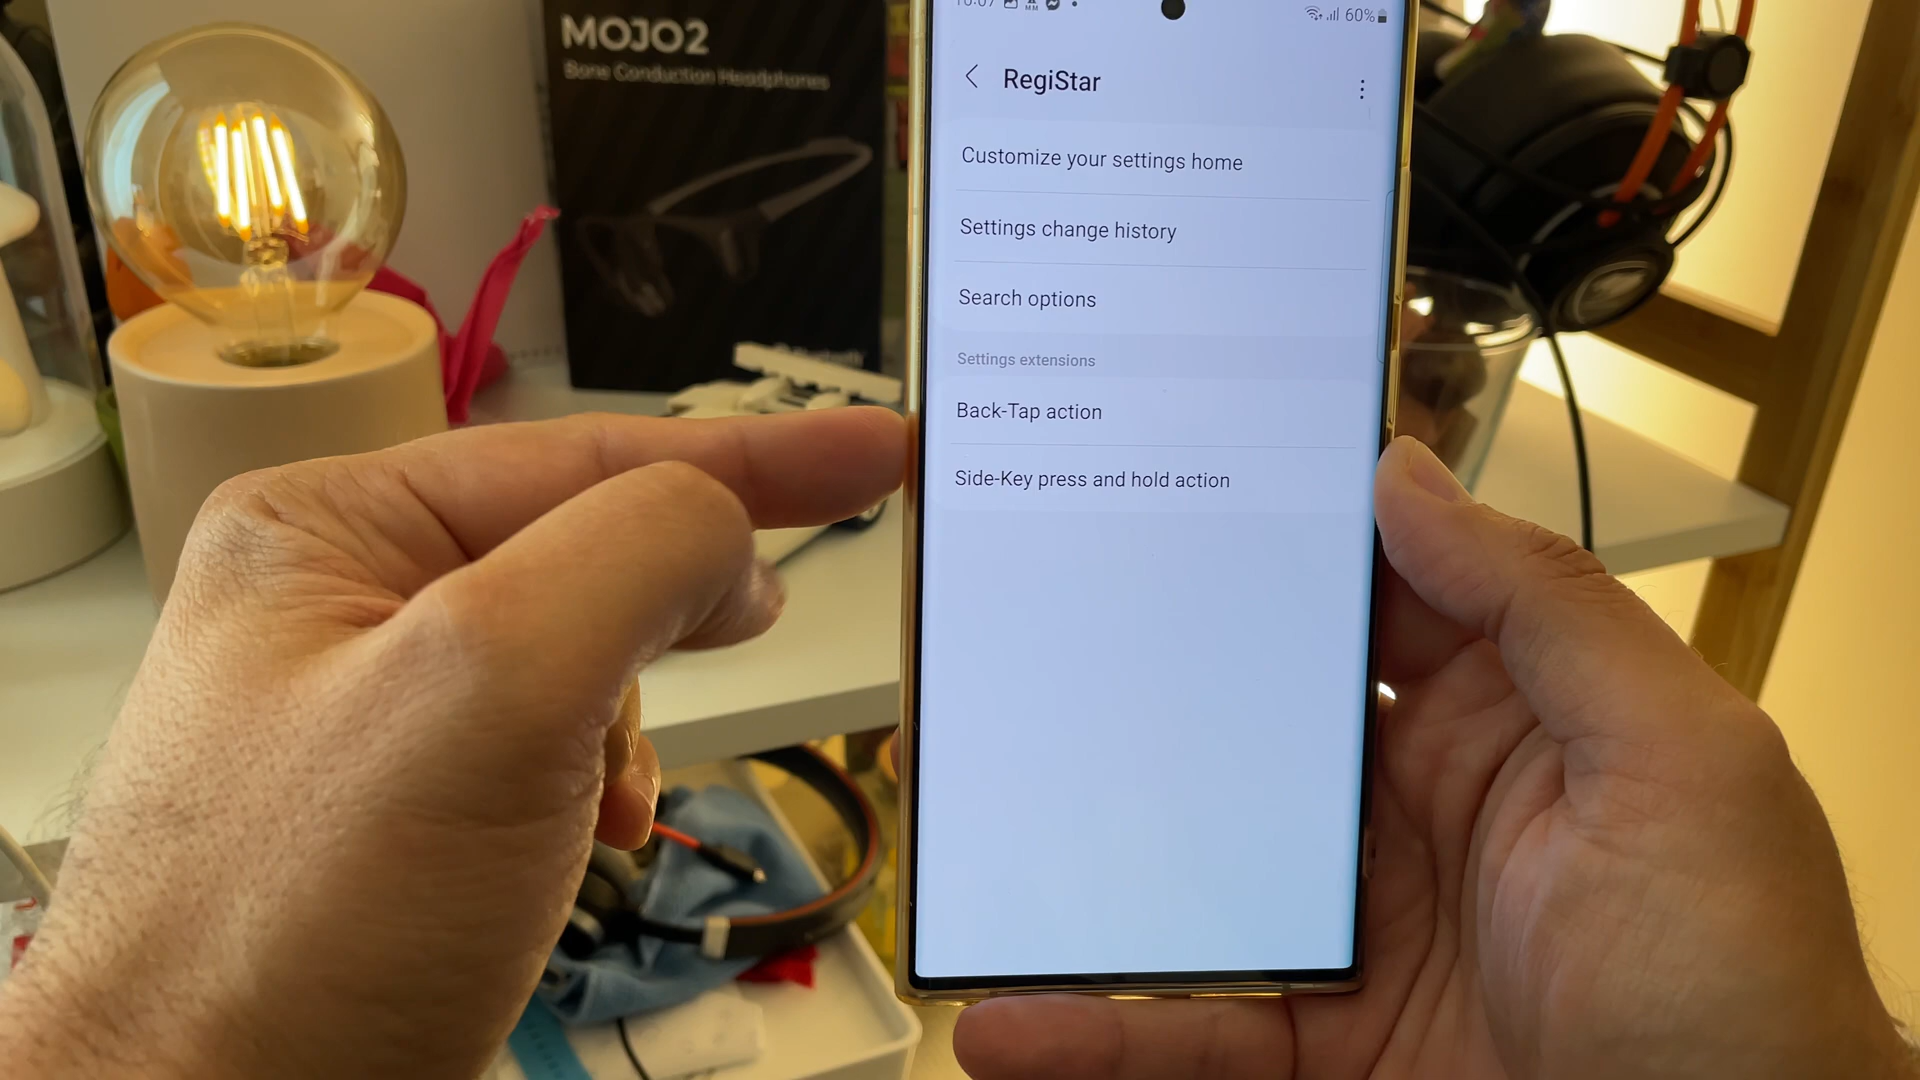 MOJO2
Bone Conduction Headphones
60%
RegiStar
Customize your settings home
Settings change history
Search options
Settings extensions
Back-Tap action
Side-Key press and hold action